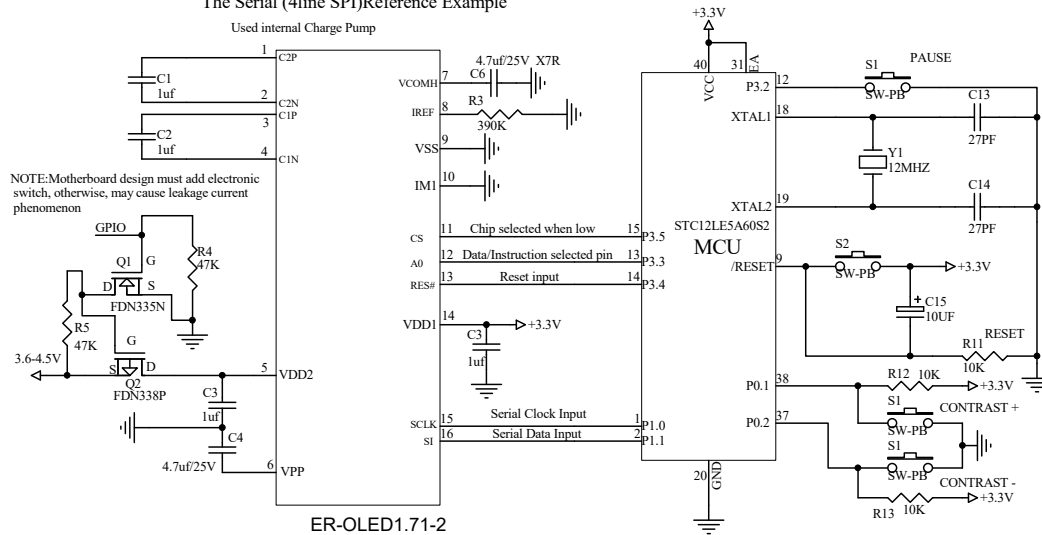 The Serial (4line SPI)Reference Example
Used internal Charge Pump
1
C2P
C1
1uf
2
C2N
C1P
3
C2
1uf
4
C1N
NOTE:Motherboard design must add electronic
switch, otherwise, may cause leakage current
phenomenon
GPIO
Q1
G
D
S
FDN335N
R4
47K
R5
47K
G
3.6-4.5V
S
D
Q2
FDN338P
5
VDD2
C3
1uf
C4
4.7uf/25V
6
VPP
ER-OLED1.71-2
VCOMH
7
4.7uf/25V X7R
C6
IREF
8
R3
390K
VSS
9
IM1
10
CS
11
Chip selected when low
15
P3.5
A0
12
Data/Instruction selected pin
13
P3.3
RES#
13
Reset input
14
P3.4
VDD1
14
+3.3V
C3
1uf
SCLK
15
Serial Clock Input
1
P1.0
SI
16
Serial Data Input
2
P1.1
+3.3V
40
VCC
31
EA
STC12LE5A60S2
MCU
20
GND
P3.2
12
S1
PAUSE
SW-PB
XTAL1
18
C13
27PF
Y1
12MHZ
XTAL2
19
C14
27PF
/RESET
9
S2
SW-PB
+3.3V
C15
+
10UF
RESET
R11
10K
P0.1
38
R12
10K
+3.3V
S1
CONTRAST +
SW-PB
P0.2
37
S1
SW-PB
CONTRAST -
R13
10K
+3.3V